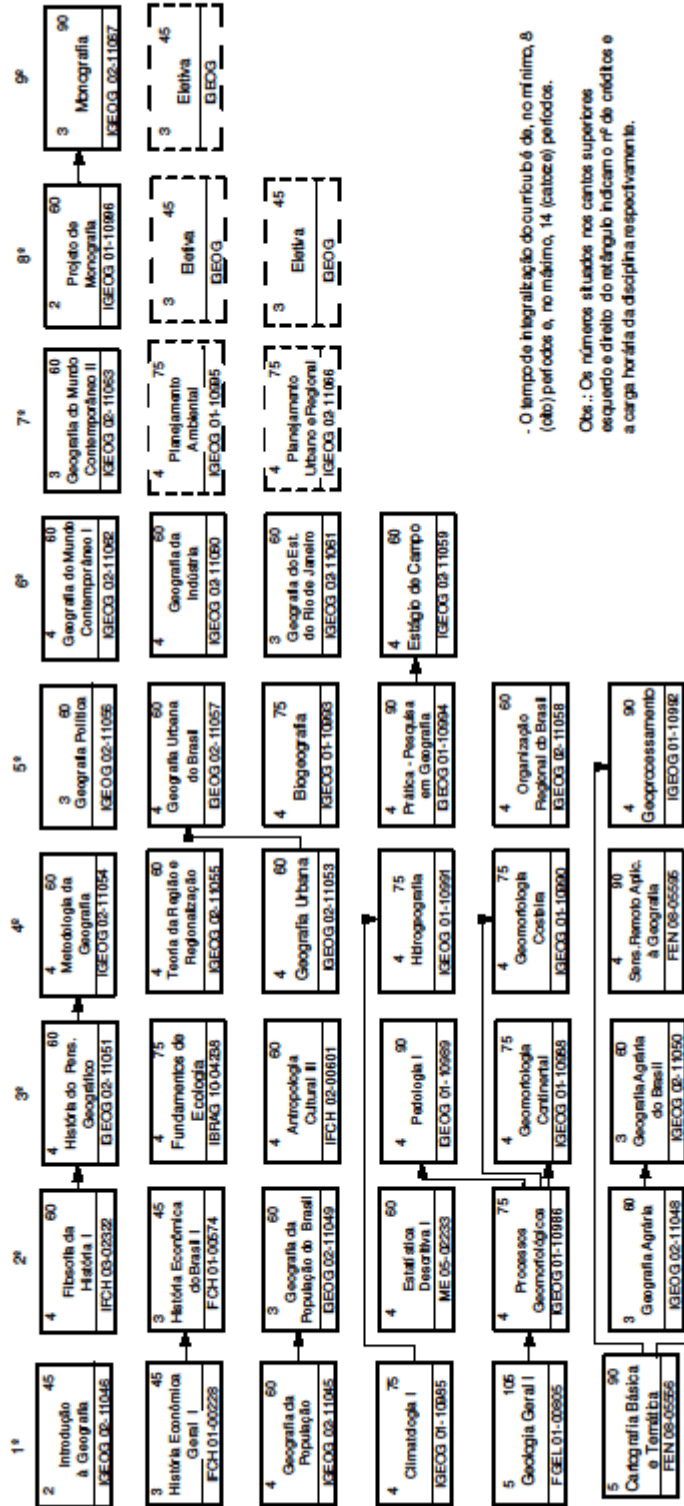 1º
2º
3º
4º
5º
6º
7º
8º
9º
2 45
Introdução
à Geografia
IGEOG 02-11046
4 60
Filosofia da
História I
IFCH 03-02322
4 60
História do Pens.
Geográfico
IGEOG 02-11051
4 60
Metodologia da
Geografia
IGEOG 02-11054
3 60
Geografia Política
IGEOG 02-11056
4 60
Geografia do Mundo
Contemporâneo I
IGEOG 02-11062
3 60
Geografia do Mundo
Contemporâneo II
IGEOG 02-11063
2 60
Projeto de
Monografia
IGEOG 01-10996
3 90
Monografia
IGEOG 02-11067
3 45
História Econômica
Geral I
IFCH 01-00228
3 45
História Econômica
do Brasil I
FCH 01-00574
4 75
Fundamentos de
Ecologia
IBRAG 10-04238
4 60
Teoria da Região e
Regionalização
IGEOG 02-11055
4 60
Geografia Urbana
do Brasil
IGEOG 02-11057
4 60
Geografia da
Indústria
IGEOG 02-11060
4 75
Planejamento
Ambiental
IGEOG 01-10995
3 45
Eletiva
GEOG
3 45
Eletiva
GEOG
4 60
Geografia da
População
IGEOG 02-11045
3 60
Geografia da
População do Brasil
IGEOG 02-11049
4 60
Antropologia
Cultural III
IFCH 02-00601
4 60
Geografia Urbana
IGEOG 02-11053
4 75
Biogeografia
IGEOG 01-10993
3 60
Geografia do Est.
do Rio de Janeiro
IGEOG 02-11061
4 75
Planejamento
Urbano e Regional
IGEOG 02-11066
3 45
Eletiva
GEOG
4 75
Climatologia I
IGEOG 01-10985
4 60
Estatística
Descritiva I
ME 05-02233
4 90
Pedologia I
IGEOG 01-10989
4 75
Hidrogeografia
IGEOG 01-10991
4 90
Prática - Pesquisa
em Geografia
IGEOG 01-10994
4 60
Estágio de Campo
IGEOG 02-11059
5 105
Geologia Geral I
FGEL 01-00805
4 75
Processos
Geomorfológicos
IGEOG 01-10986
4 75
Geomorfologia
Continental
IGEOG 01-10988
4 75
Geomorfologia
Costeira
IGEOG 01-10990
4 60
Organização
Regional do Brasil
IGEOG 02-11058
5 90
Cartografia Básica
e Temática
FEN 08-05556
3 60
Geografia Agrária
IGEOG 02-11048
3 60
Geografia Agrária
do Brasil
IGEOG 02-11050
4 90
Sens. Remoto Aplic.
à Geografia
FEN 08-05595
4 90
Geoprocessamento
IGEOG 01-10992
- O tempo de integralização do currículo é de, no mínimo, 8
(oito) períodos e, no máximo, 14 (catorze) períodos.
Obs.: Os números situados nos cantos superiores
esquerdo e direito do retângulo indicam o nº de créditos e
a carga horária da disciplina respectivamente.